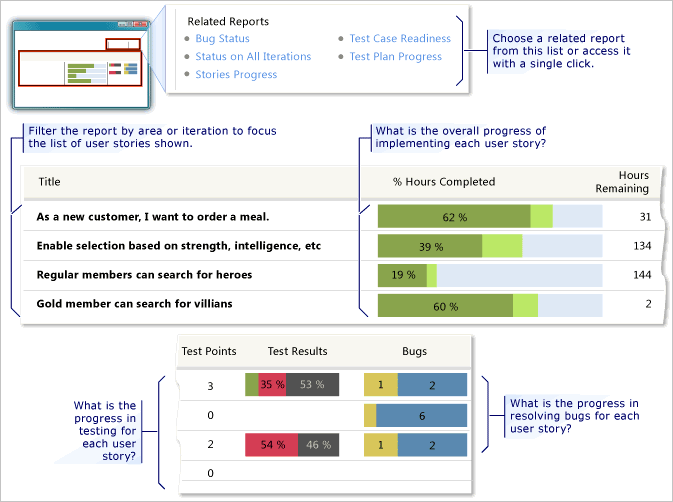 Related Reports
Bug Status
Test Case Readiness
Status on All Iterations
Test Plan Progress
Stories Progress
Choose a related report
from this list or access it
with a single click.
Filter the report by area or iteration to focus
the list of user stories shown.
What is the overall progress of
implementing each user story?
Title
% Hours Completed
Hours
Remaining
As a new customer, I want to order a meal.
62 %
31
Enable selection based on strength, intelligence, etc
39 %
134
Regular members can search for heroes
19 %
144
Gold member can search for villians
60 %
2
Test Points
Test Results
Bugs
3
35 %
53 %
1
2
0
6
2
54 %
46 %
1
2
0
What is the
progress in
testing for
each user
story?
What is the progress in
resolving bugs for each
user story?